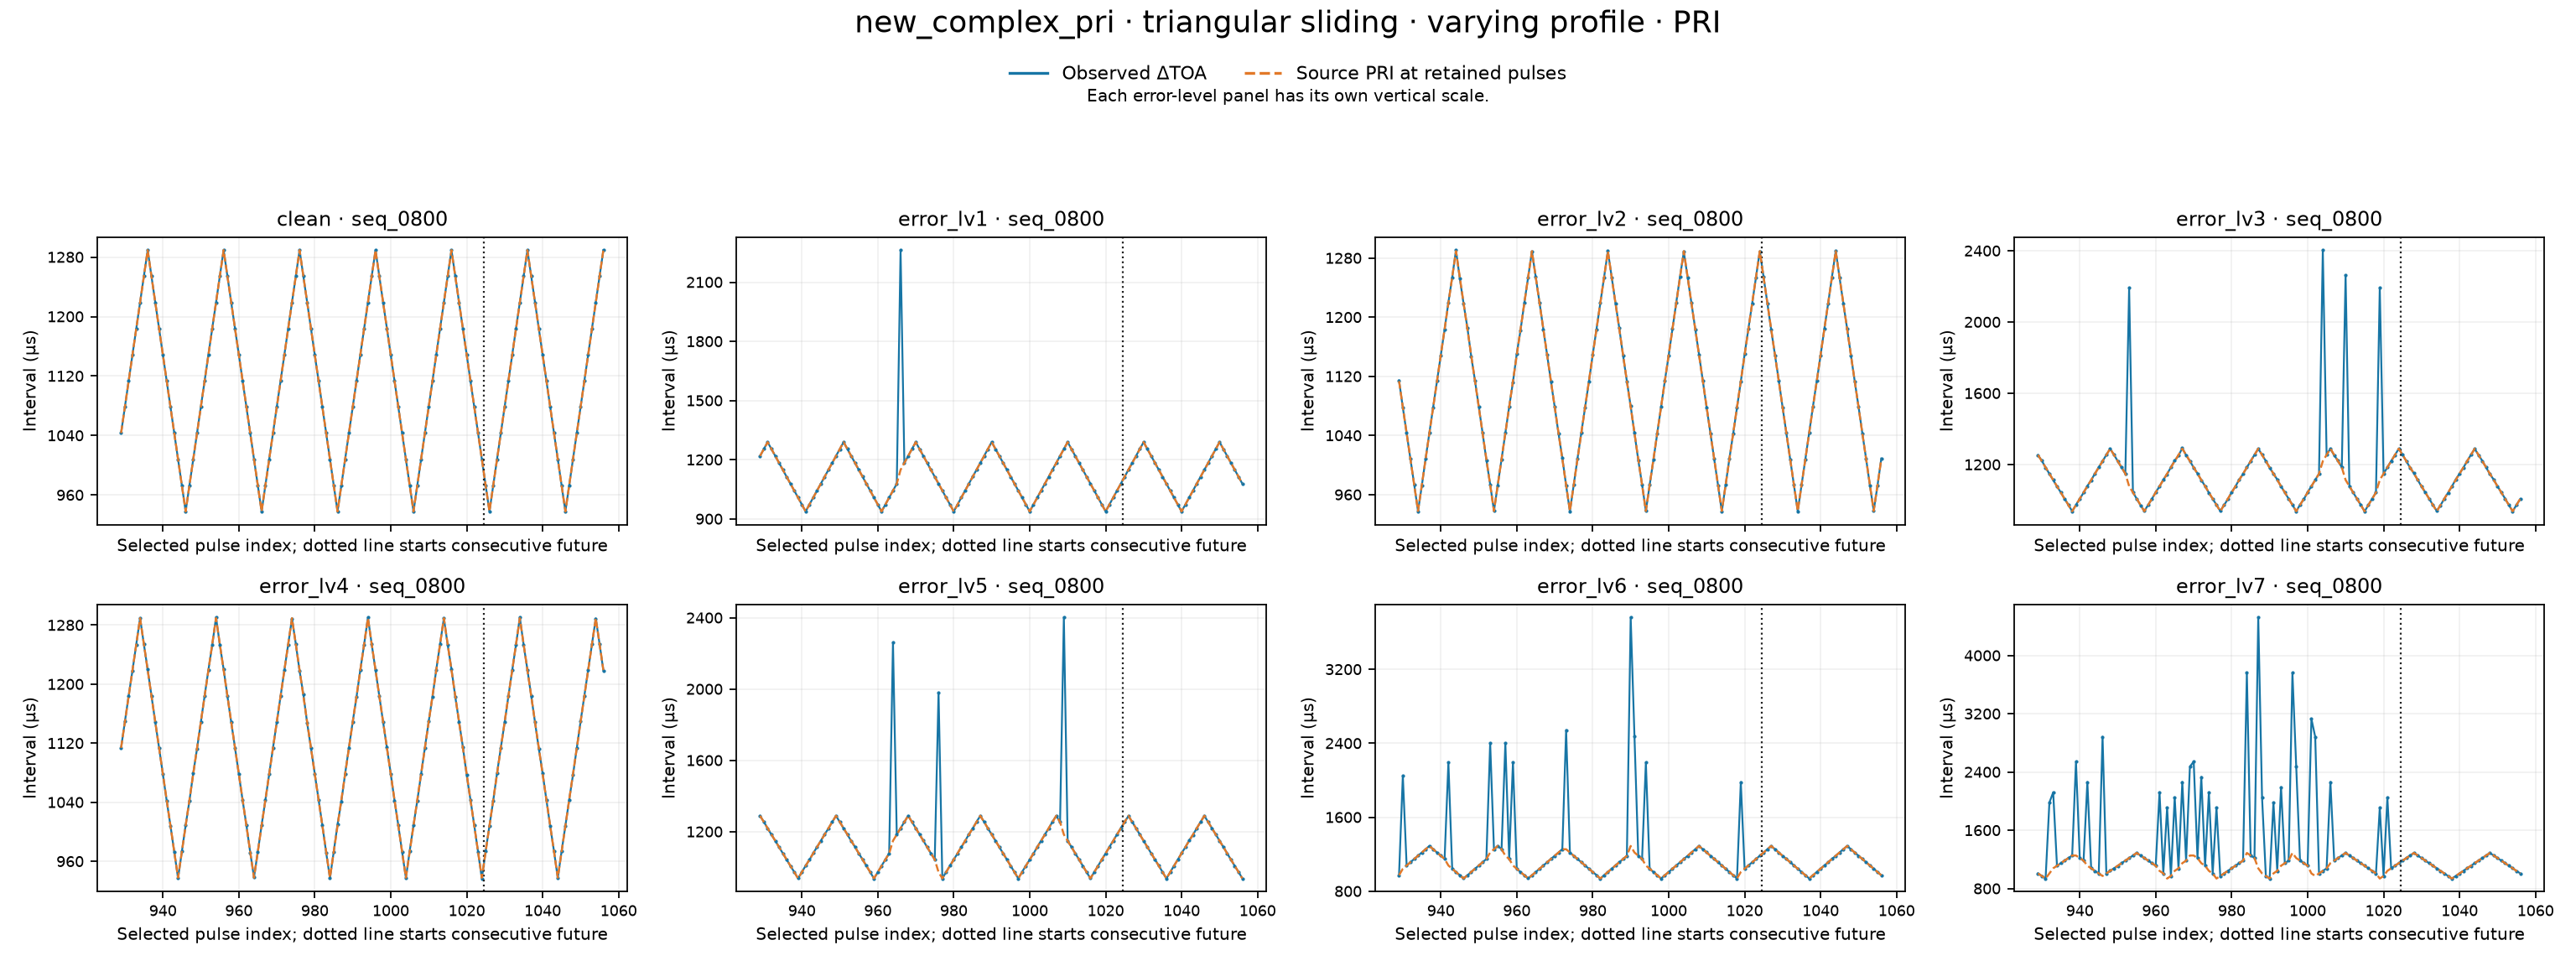 new_complex_pri · triangular sliding · varying profile · PRI
Observed ΔTOA
Source PRI at retained pulses
Each error-level panel has its own vertical scale.
clean · seq_0800
Interval (µs)
1280
1200
1120
1040
960
Selected pulse index; dotted line starts consecutive future
error_lv1 · seq_0800
Interval (µs)
2100
1800
1500
1200
900
Selected pulse index; dotted line starts consecutive future
error_lv2 · seq_0800
Interval (µs)
1280
1200
1120
1040
960
Selected pulse index; dotted line starts consecutive future
error_lv3 · seq_0800
Interval (µs)
2400
2000
1600
1200
Selected pulse index; dotted line starts consecutive future
error_lv4 · seq_0800
Interval (µs)
1280
1200
1120
1040
960
940 960 980 1000 1020 1040 1060
Selected pulse index; dotted line starts consecutive future
error_lv5 · seq_0800
Interval (µs)
2400
2000
1600
1200
940 960 980 1000 1020 1040 1060
Selected pulse index; dotted line starts consecutive future
error_lv6 · seq_0800
Interval (µs)
3200
2400
1600
800
940 960 980 1000 1020 1040 1060
Selected pulse index; dotted line starts consecutive future
error_lv7 · seq_0800
Interval (µs)
4000
3200
2400
1600
800
940 960 980 1000 1020 1040 1060
Selected pulse index; dotted line starts consecutive future